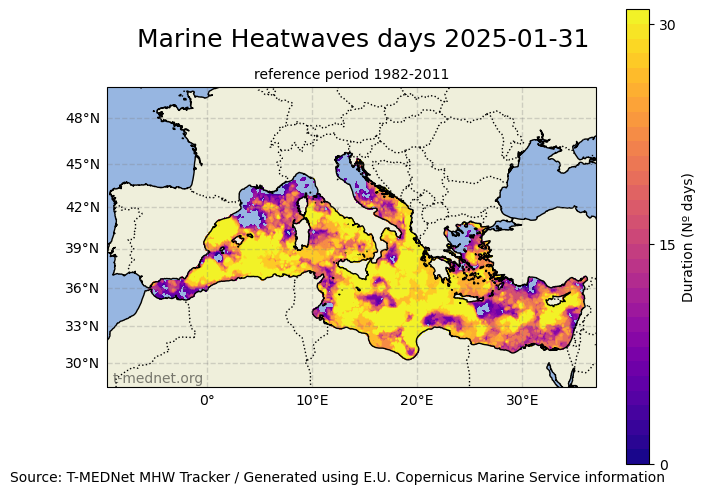 Marine Heatwaves days 2025-01-31
reference period 1982-2011
30
48°N
45°N
42°N
39°N
36°N
33°N
30°N
15
Duration (Nº days)
t-mednet.org
0°
10°E
20°E
30°E
0
Source: T-MEDNet MHW Tracker / Generated using E.U. Copernicus Marine Service information